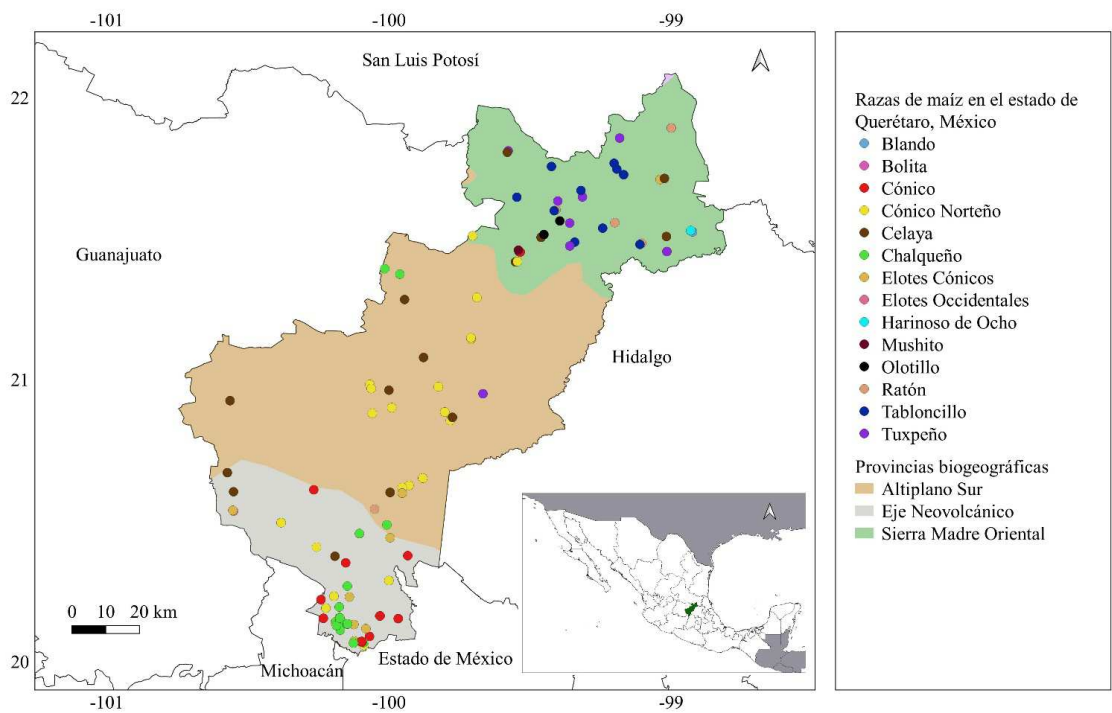 -101 -100 -99
San Luis Potosí
22
Guanajuato
21
Hidalgo
20
0 10 20 km
Michoacán
Estado de México
-101 -100 -99
Razas de maíz en el estado de
Querétaro, México
Blando
Bolita
Cónico
Cónico Norteño
Celaya
Chalqueño
Elotes Cónicos
Elotes Occidentales
Harinoso de Ocho
Mushito
Olotillo
Ratón
Tabloncillo
Tuxpeño
Provincias biogeográficas
Altiplano Sur
Eje Neovolcánico
Sierra Madre Oriental